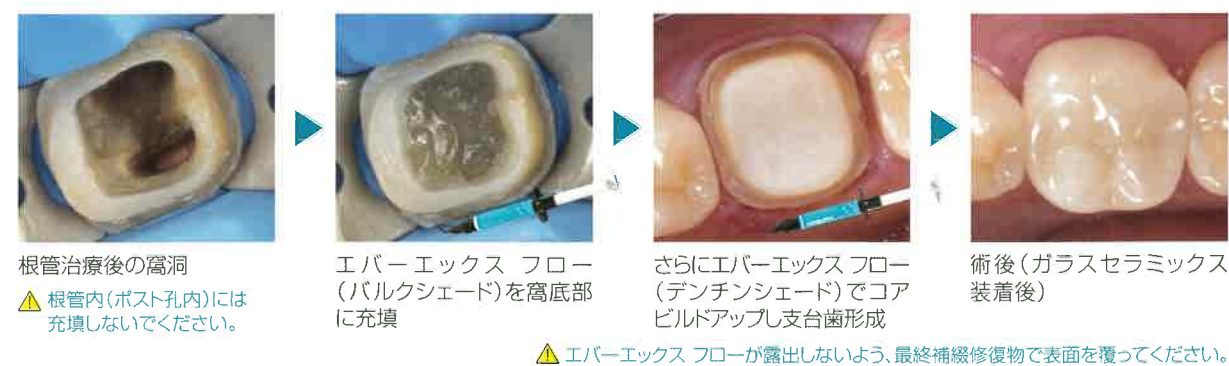 根管治療後の窩洞
⚠ 根管内(ポスト孔内)には
充填しないでください。
エバーエックス フロー
(バルクシェード)を窩底部
に充填
さらにエバーエックス フロー
(デンチンシェード)でコア
ビルドアップし支台歯形成
術後(ガラスセラミックス
装着後)
⚠ エバーエックス フローが露出しないよう、最終補綴修復物で表面を覆ってください。